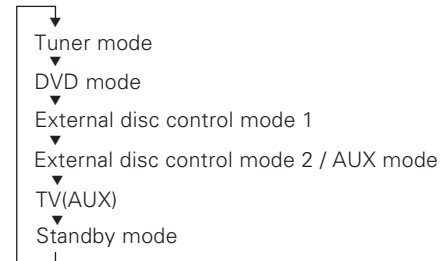 Tuner mode
DVD mode
External disc control mode 1
External disc control mode 2 / AUX mode
TV(AUX)
Standby mode